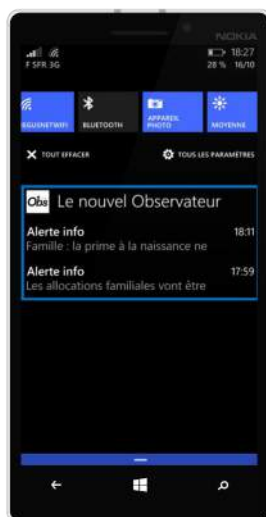 NOKIA
18:27
F SFR 3G 28 % 16/10
EGUSNETWIFI BLUETOOTH APPAREIL PHOTO MOYENNE
TOUT EFFACER TOUS LES PARAMÈTRES
Obs Le nouvel Observateur
Alerte info 18:11
Famille : la prime à la naissance ne
Alerte info 17:59
Les allocations familiales vont être